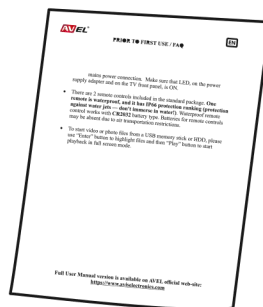 AVEL
PRIOR TO FIRST USE / FAQ
EN
mains power connection. Make sure that LED, on the power
supply adapter and on the TV front panel, is ON.
• There are 2 remote controls included in the standard package. One
remote is waterproof, and it has IP66 protection ranking (protection
against water jets — don't immerse in water!). Waterproof remote
control works with CR2032 battery type. Batteries for remote controls
may be absent due to air transportation restrictions.
• To start video or photo files from a USB memory stick or HDD, please
use "Enter" button to highlight files and then "Play" button to start
playback in full screen mode.
Full User Manual version is available on AVEL official web-site:
https://www.avelectronics.com